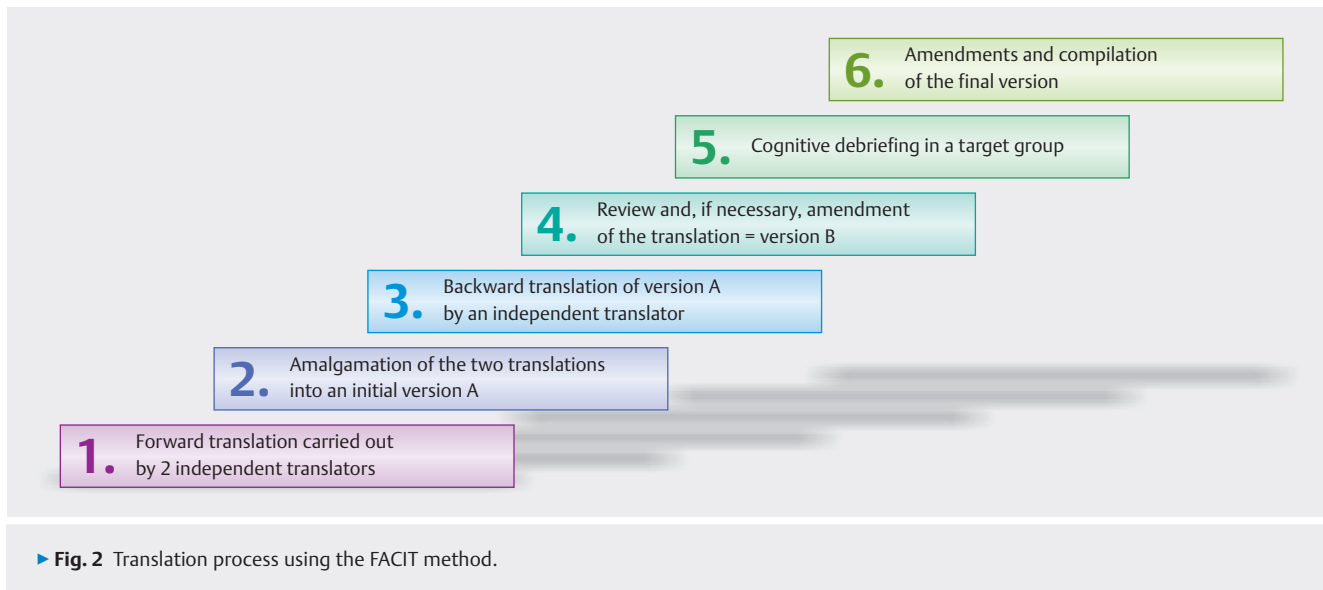 6. Amendments and compilation
of the final version
5. Cognitive debriefing in a target group
4. Review and, if necessary, amendment
of the translation = version B
3. Backward translation of version A
by an independent translator
2. Amalgamation of the two translations
into an initial version A
1. Forward translation carried out
by 2 independent translators
▶ Fig. 2 Translation process using the FACIT method.